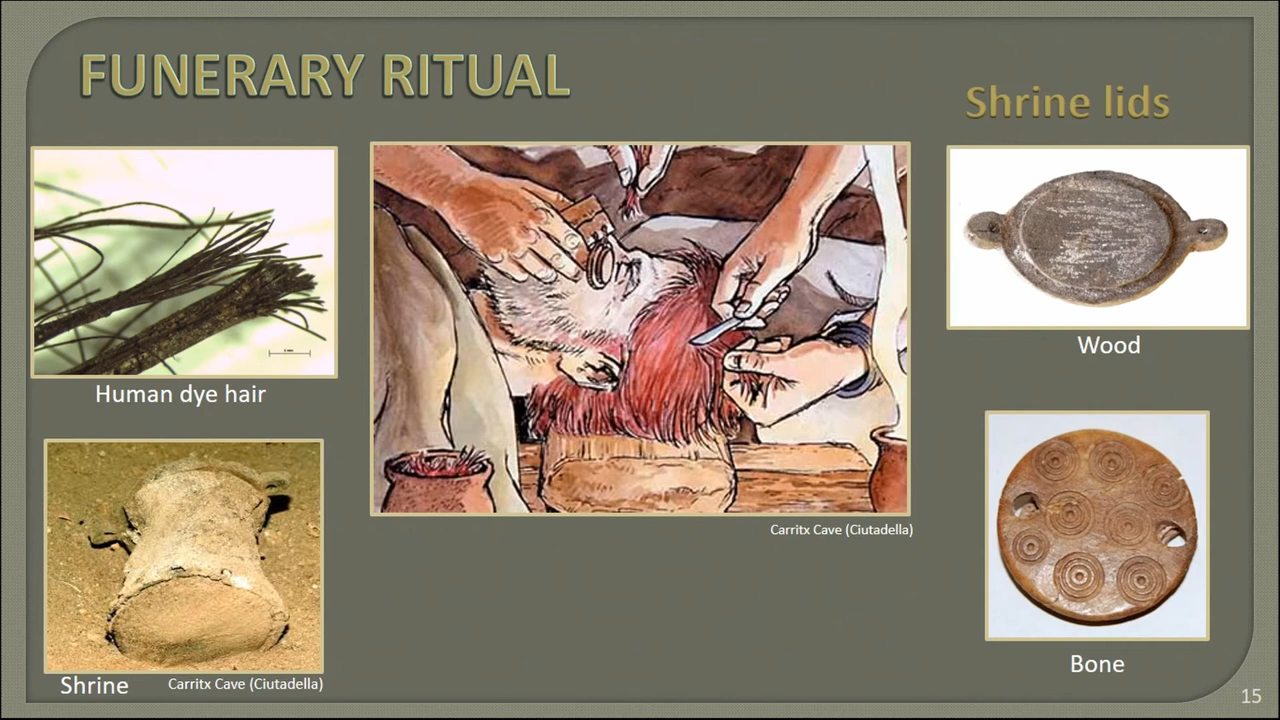 FUNERARY RITUAL
Shrine lids
Human dye hair
Carritx Cave (Ciutadella)
Wood
Shrine
Carritx Cave (Ciutadella)
Bone
15